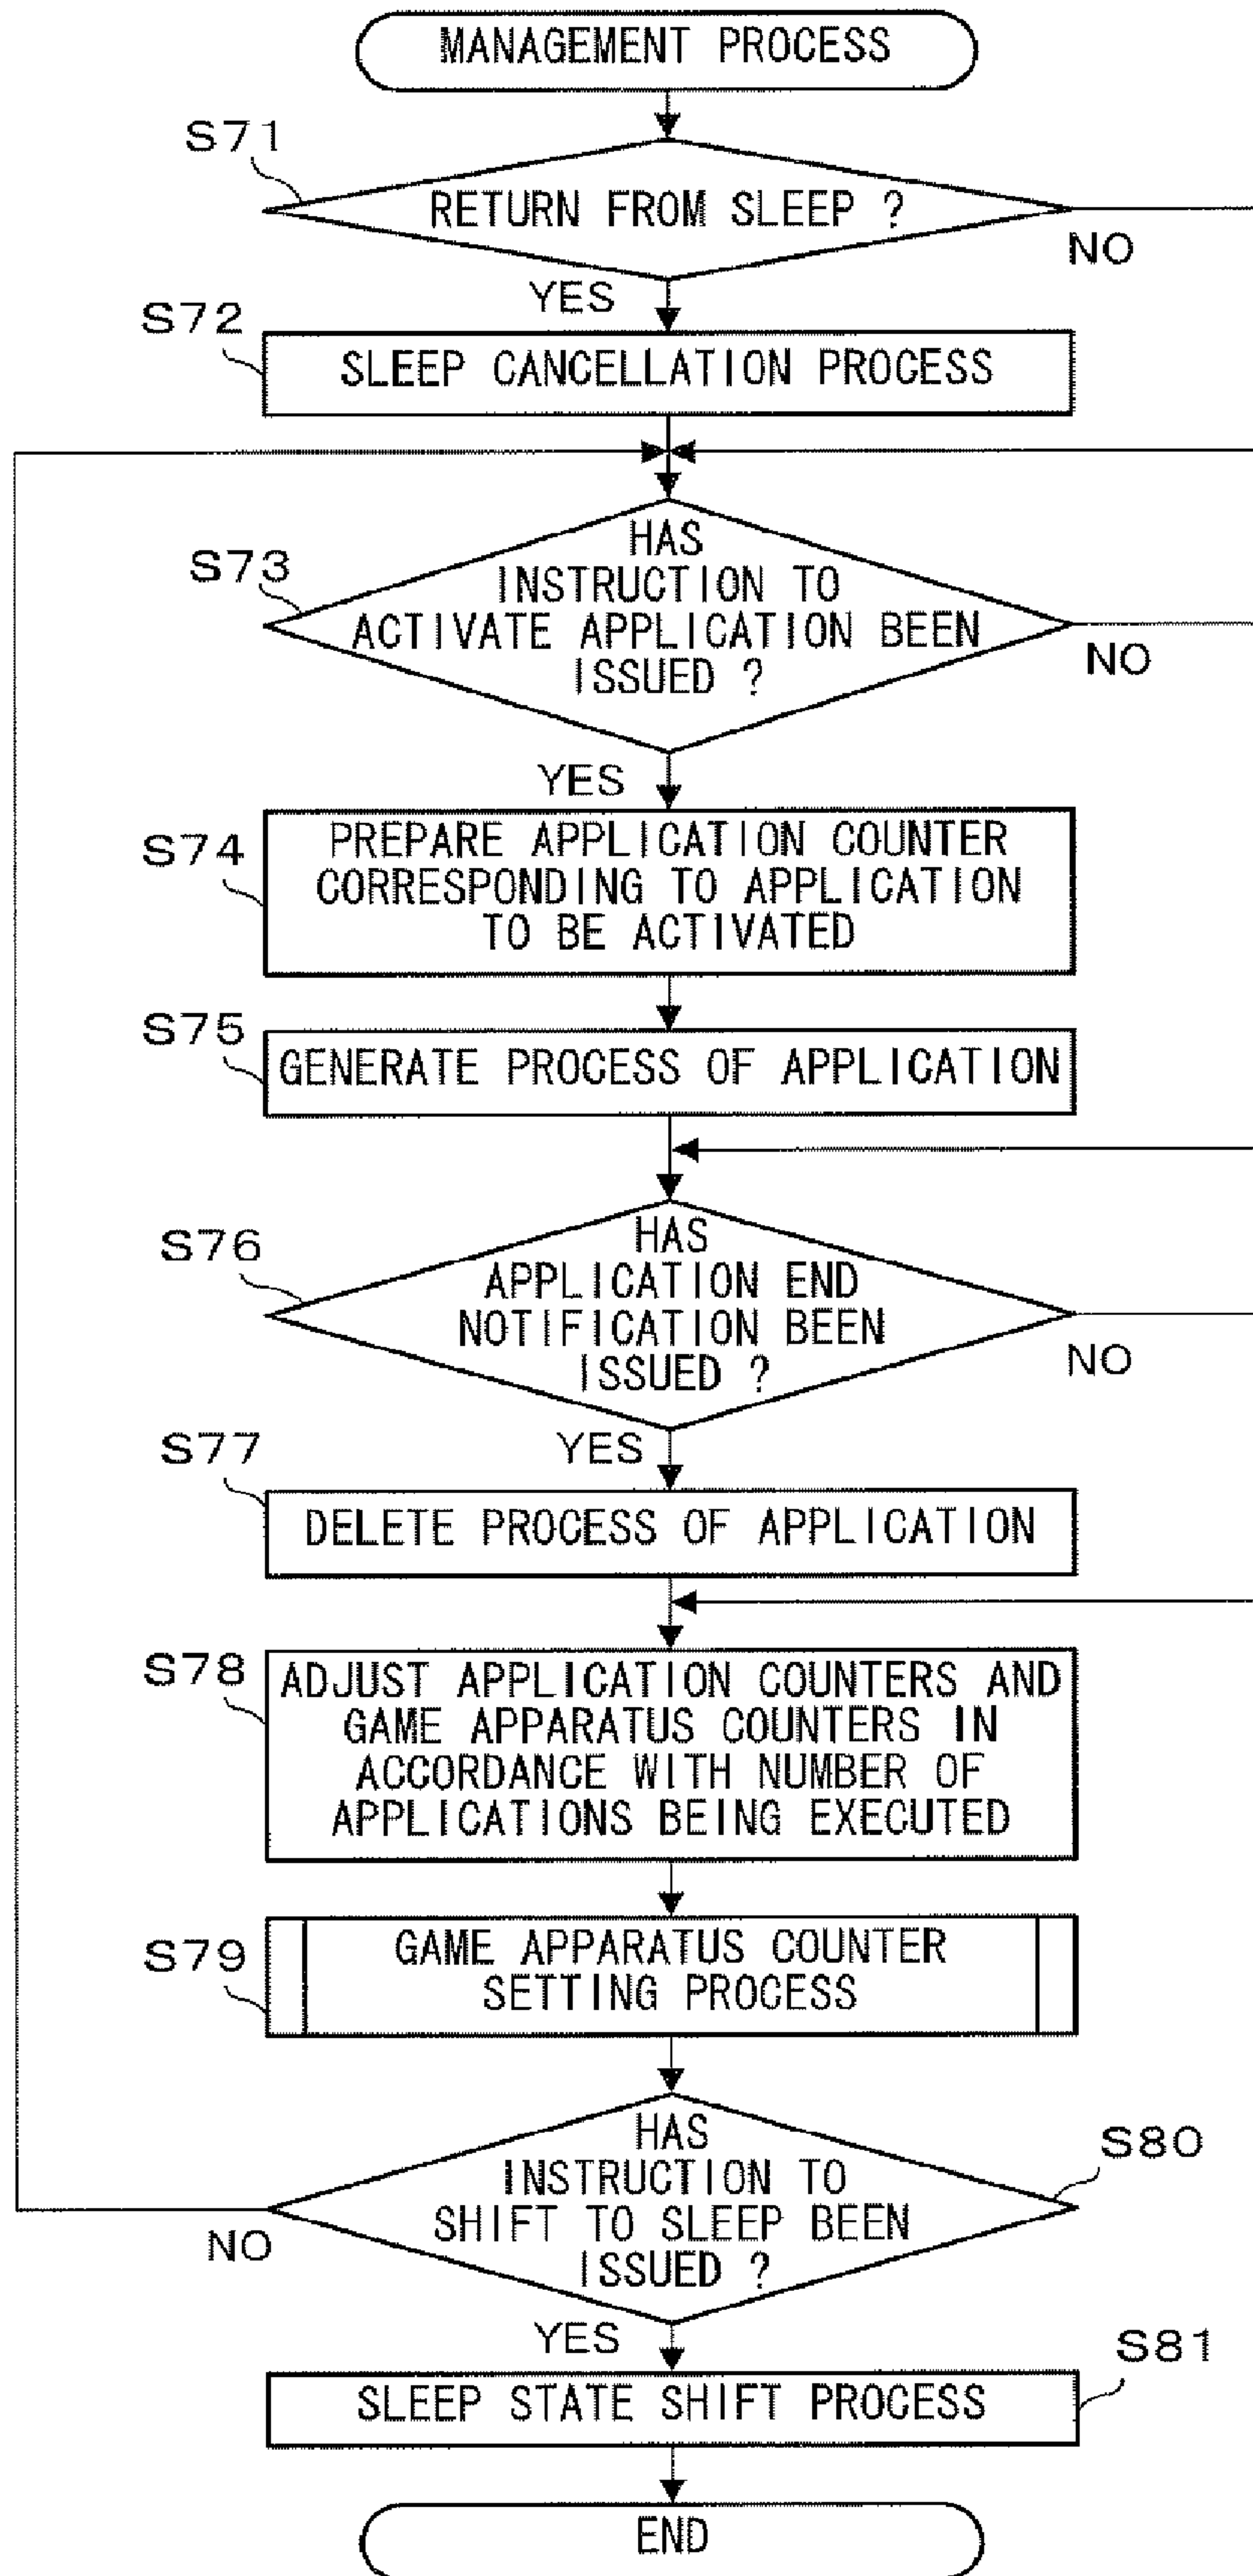 MANAGEMENT PROCESS
S71
RETURN FROM SLEEP ?
NO
YES
S72
SLEEP CANCELLATION PROCESS
S73
HAS
INSTRUCTION TO
ACTIVATE APPLICATION BEEN
ISSUED ?
NO
YES
S74
PREPARE APPLICATION COUNTER
CORRESPONDING TO APPLICATION
TO BE ACTIVATED
S75
GENERATE PROCESS OF APPLICATION
S76
HAS
APPLICATION END
NOTIFICATION BEEN
ISSUED ?
NO
YES
S77
DELETE PROCESS OF APPLICATION
S78
ADJUST APPLICATION COUNTERS AND
GAME APPARATUS COUNTERS IN
ACCORDANCE WITH NUMBER OF
APPLICATIONS BEING EXECUTED
S79
GAME APPARATUS COUNTER
SETTING PROCESS
S80
HAS
INSTRUCTION TO
SHIFT TO SLEEP BEEN
ISSUED ?
NO
YES
S81
SLEEP STATE SHIFT PROCESS
END